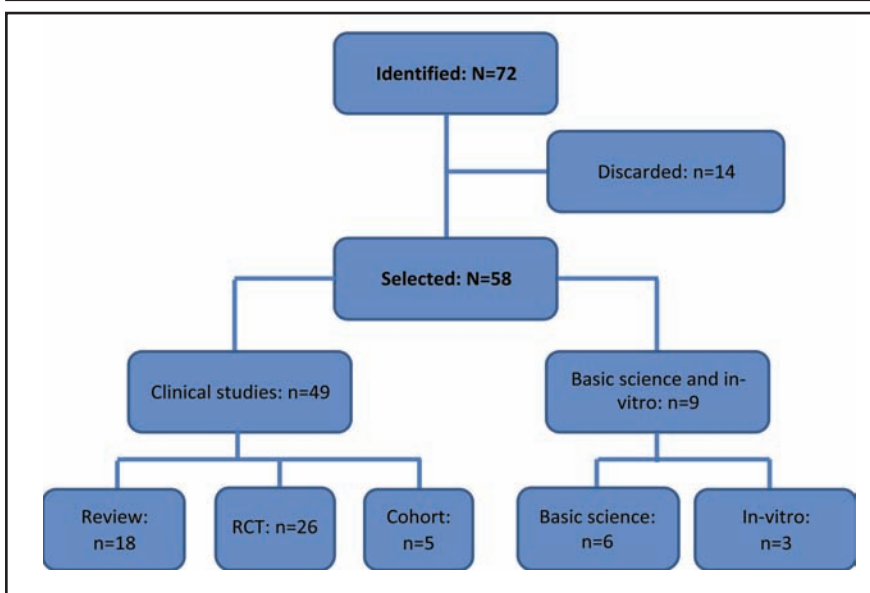 Identified: N=72
Discarded: n=14
Selected: N=58
Clinical studies: n=49
Basic science and in-
vitro: n=9
Review:
n=18
RCT: n=26
Cohort:
n=5
Basic science:
n=6
In-vitro:
n=3